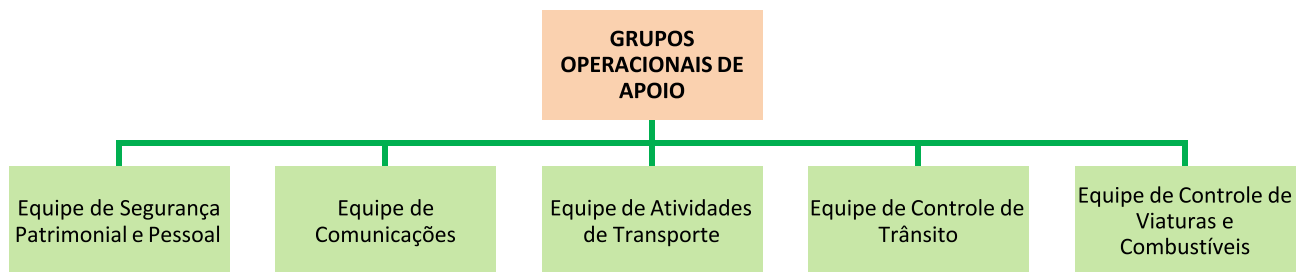 GRUPOS
OPERACIONAIS DE
APOIO
Equipe de Segurança
Patrimonial e Pessoal
Equipe de
Comunicações
Equipe de Atividades
de Transporte
Equipe de Controle de
Trânsito
Equipe de Controle de
Viaturas e
Combustíveis